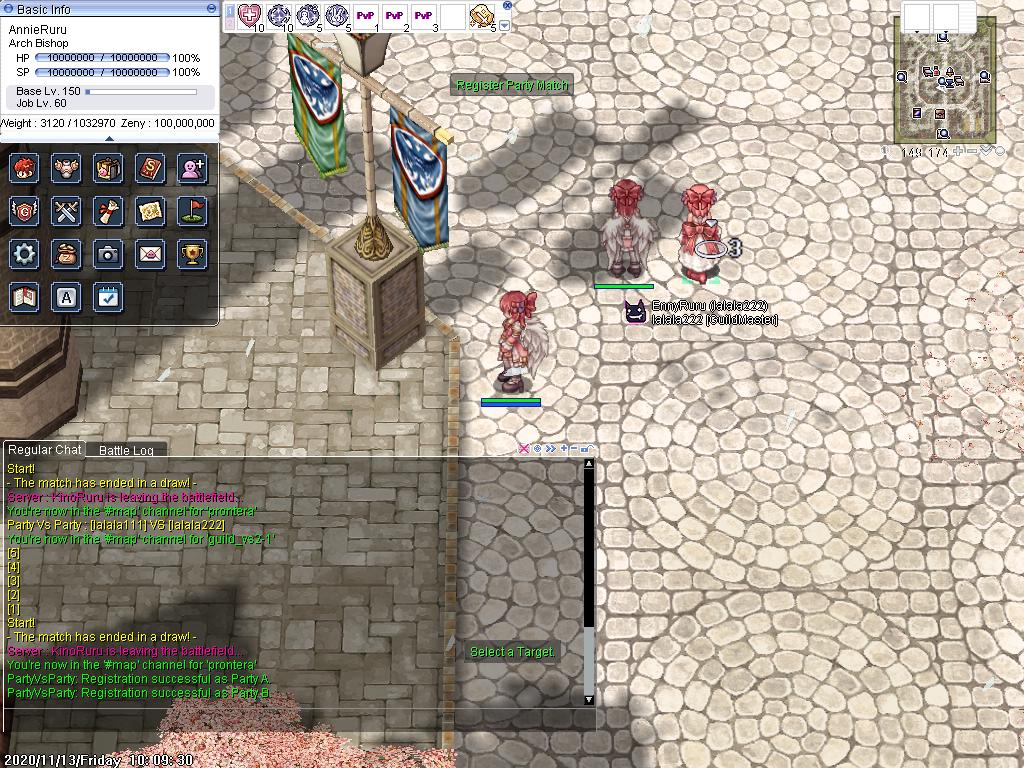 Basic Info
AnnieRuru
Arch Bishop
HP 10000000 / 10000000 100%
SP 10000000 / 10000000 100%
Base Lv. 150
Job Lv. 60
Weight : 3120 / 1032970 Zeny : 100,000,000
10 10 5 5 PvP 1 PvP 2 PvP 3 5
Register Party Match
149 174
3
EnnyRuru (lalala222)
lalala222 [GuildMaster]
Regular Chat Battle Log
Start!
- The match has ended in a draw! -
Server : KinoRuru is leaving the battlefield...
You're now in the '#map' channel for 'prontera'
Party Vs Party : [lalala111] VS [lalala222]
You're now in the '#map' channel for 'guild_vs2-1'
[5]
[4]
[3]
[2]
[1]
Start!
- The match has ended in a draw! -
Server : KinoRuru is leaving the battlefield...
You're now in the '#map' channel for 'prontera'
PartyVsParty: Registration successful as Party A.
PartyVsParty: Registration successful as Party B.
Select a Target.
2020/11/13/Friday 10:09:30